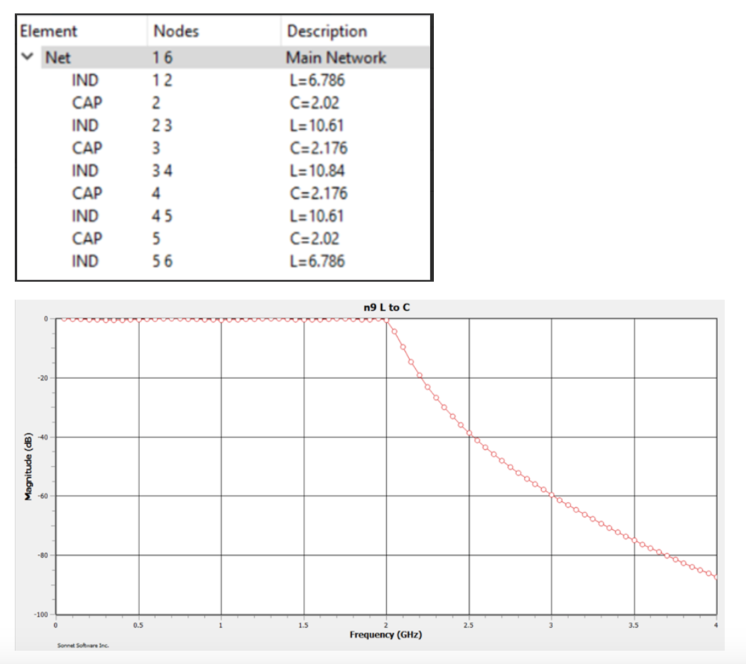 Element Nodes Description
Net 1 6 Main Network
IND 1 2 L=6.786
CAP 2 C=2.02
IND 2 3 L=10.61
CAP 3 C=2.176
IND 3 4 L=10.84
CAP 4 C=2.176
IND 4 5 L=10.61
CAP 5 C=2.02
IND 5 6 L=6.786
n9 L to C
Magnitude (dB)
0
-20
-40
-60
-80
-100
0 0.5 1 1.5 2 2.5 3 3.5 4
Frequency (GHz)
Sonnet Software Inc.